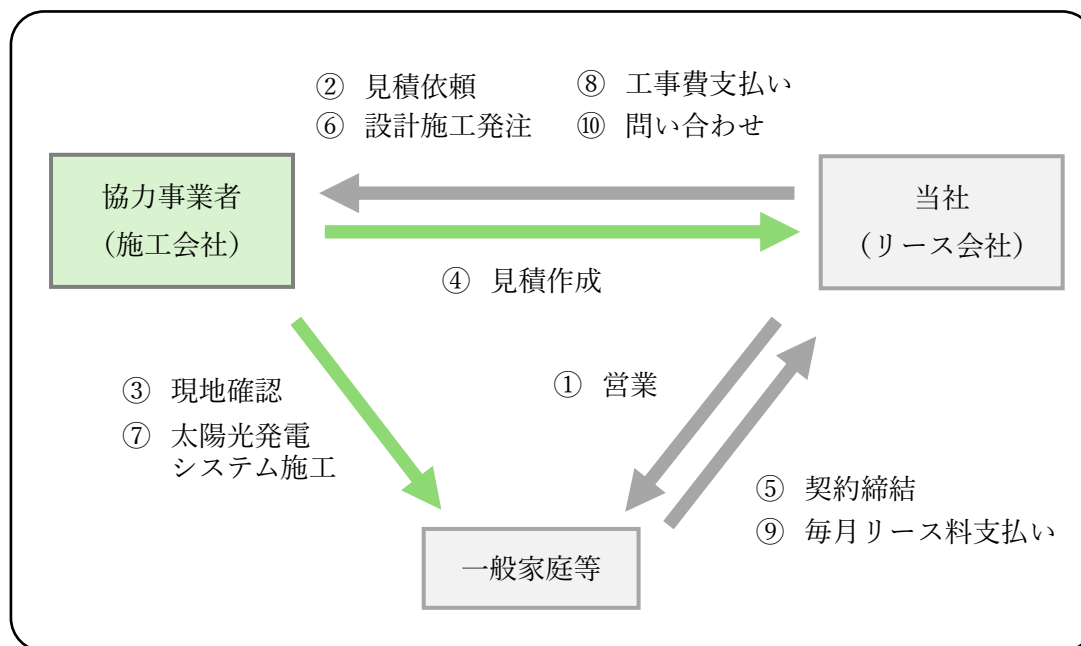 ② 見積依頼
⑧ 工事費支払い
⑥ 設計施工発注
⑩ 問い合わせ
協力事業者
（施工会社）
当社
（リース会社）
④ 見積作成
③ 現地確認
⑦ 太陽光発電
システム施工
① 営業
⑤ 契約締結
⑨ 毎月リース料支払い
一般家庭等